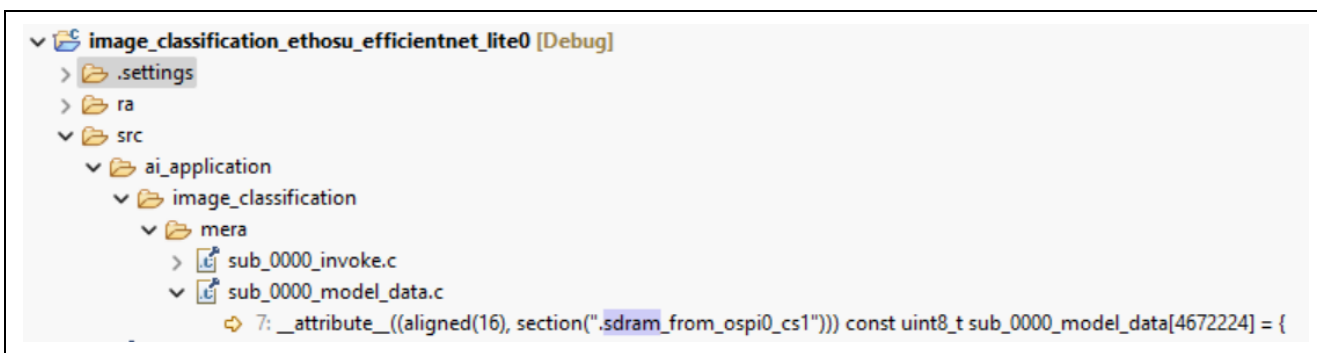 image_classification_ethosu_efficientnet_lite0 [Debug]
.settings
ra
src
ai_application
image_classification
mera
sub_0000_invoke.c
sub_0000_model_data.c
7: __attribute__((aligned(16), section(".sdram_from_ospi0_cs1"))) const uint8_t sub_0000_model_data[4672224] = {